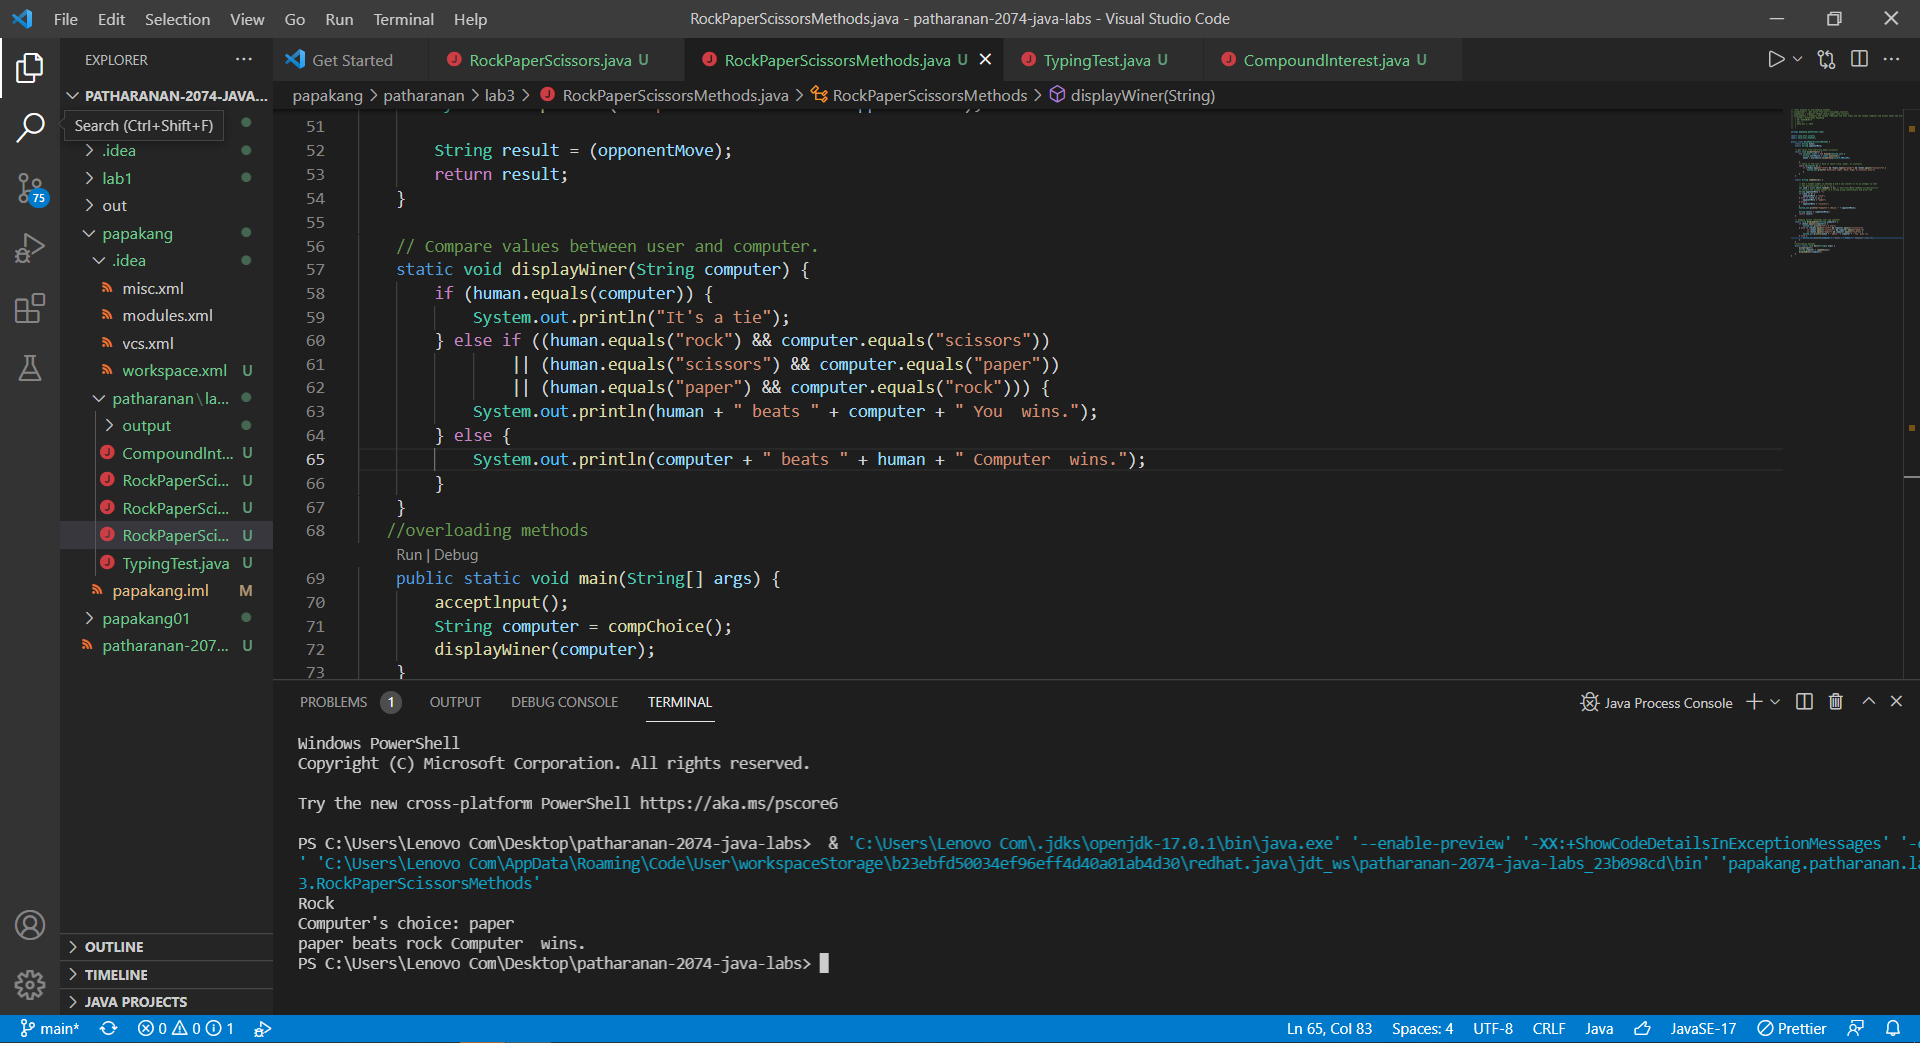 File Edit Selection View Go Run Terminal Help
RockPaperScissorsMethods.java - patharanan-2074-java-labs - Visual Studio Code
EXPLORER
Get Started
RockPaperScissors.java U
RockPaperScissorsMethods.java U
TypingTest.java U
CompoundInterest.java U
PATHARANAN-2074-JAVA...
Search (Ctrl+Shift+F)
.idea
lab1
75
out
papakang
.idea
misc.xml
modules.xml
vcs.xml
workspace.xml U
patharanan\la...
output
CompoundInt... U
RockPaperSci... U
RockPaperSci... U
RockPaperSci... U
TypingTest.java U
papakang.iml M
papakang01
patharanan-207... U
OUTLINE
TIMELINE
JAVA PROJECTS
papakang > patharanan > lab3 > RockPaperScissorsMethods.java > RockPaperScissorsMethods > displayWiner(String)
51
52 String result = (opponentMove);
53 return result;
54 }
55
56 // Compare values between user and computer.
57 static void displayWiner(String computer) {
58 if (human.equals(computer)) {
59 System.out.println("It's a tie");
60 } else if ((human.equals("rock") && computer.equals("scissors"))
61 || (human.equals("scissors") && computer.equals("paper"))
62 || (human.equals("paper") && computer.equals("rock"))) {
63 System.out.println(human + " beats " + computer + " You  wins.");
64 } else {
65 System.out.println(computer + " beats " + human + " Computer  wins.");
66 }
67 }
68 //overloading methods
Run | Debug
69 public static void main(String[] args) {
70 acceptlnput();
71 String computer = compChoice();
72 displayWiner(computer);
73 }
PROBLEMS 1 OUTPUT DEBUG CONSOLE TERMINAL
Java Process Console
Windows PowerShell
Copyright (C) Microsoft Corporation. All rights reserved.
Try the new cross-platform PowerShell https://aka.ms/pscore6
PS C:\Users\Lenovo Com\Desktop\patharanan-2074-java-labs>  & 'C:\Users\Lenovo Com\.jdks\openjdk-17.0.1\bin\java.exe' '--enable-preview' '-XX:+ShowCodeDetailsInExceptionMessages' '-c
' 'C:\Users\Lenovo Com\AppData\Roaming\Code\User\workspaceStorage\b23ebfd50034ef96eff4d40a01ab4d30\redhat.java\jdt_ws\patharanan-2074-java-labs_23b098cd\bin' 'papakang.patharanan.la
3.RockPaperScissorsMethods'
Rock
Computer's choice: paper
paper beats rock Computer  wins.
PS C:\Users\Lenovo Com\Desktop\patharanan-2074-java-labs>
main* 0 0 1
Ln 65, Col 83 Spaces: 4 UTF-8 CRLF Java JavaSE-17 Prettier